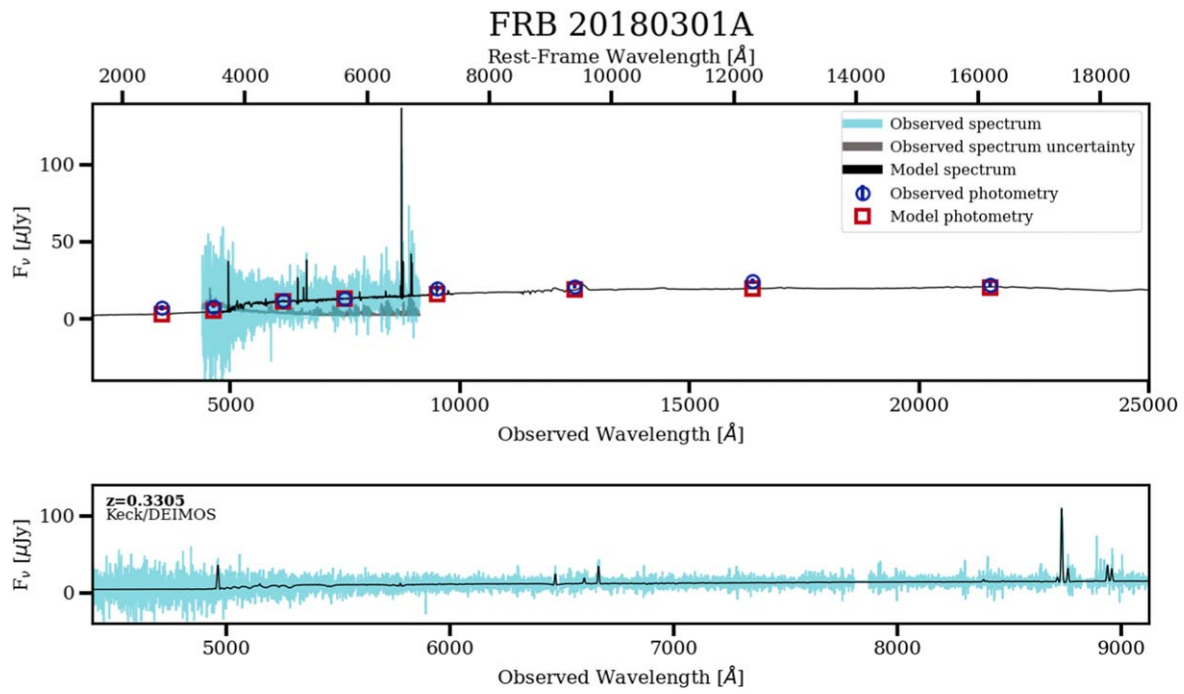 FRB 20180301A
Rest-Frame Wavelength [Å]
2000 4000 6000 8000 10000 12000 14000 16000 18000
Observed spectrum
Observed spectrum uncertainty
Model spectrum
Observed photometry
Model photometry
100
50
0
Fν [μJy]
5000 10000 15000 20000 25000
Observed Wavelength [Å]
z=0.3305
Keck/DEIMOS
100
0
Fν [μJy]
5000 6000 7000 8000 9000
Observed Wavelength [Å]